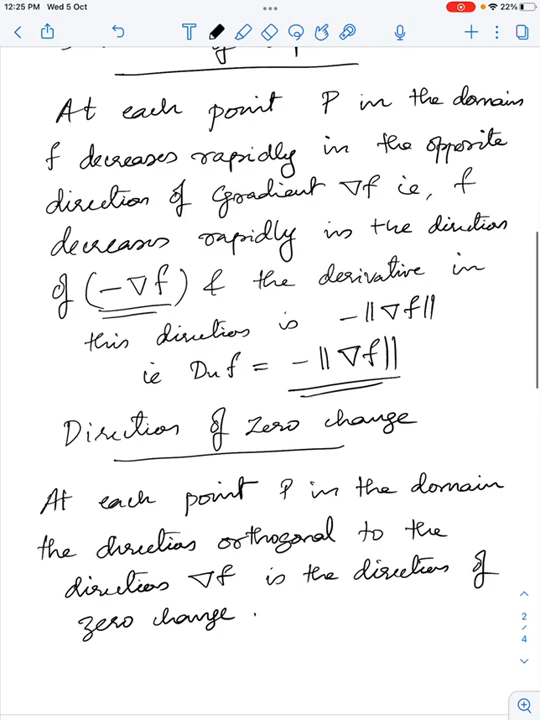 12:25 PM Wed 5 Oct
22%
At each point P in the domain
f decreases rapidly in the opposite
direction of Gradient ∇f ie, f
decreases rapidly in the direction
of (-∇f) & the derivative in
this direction is -||∇f||
ie Duf = -||∇f||
Direction of Zero change
At each point P in the domain
the direction orthogonal to the
direction ∇f is the direction of
zero change.
2
/
4